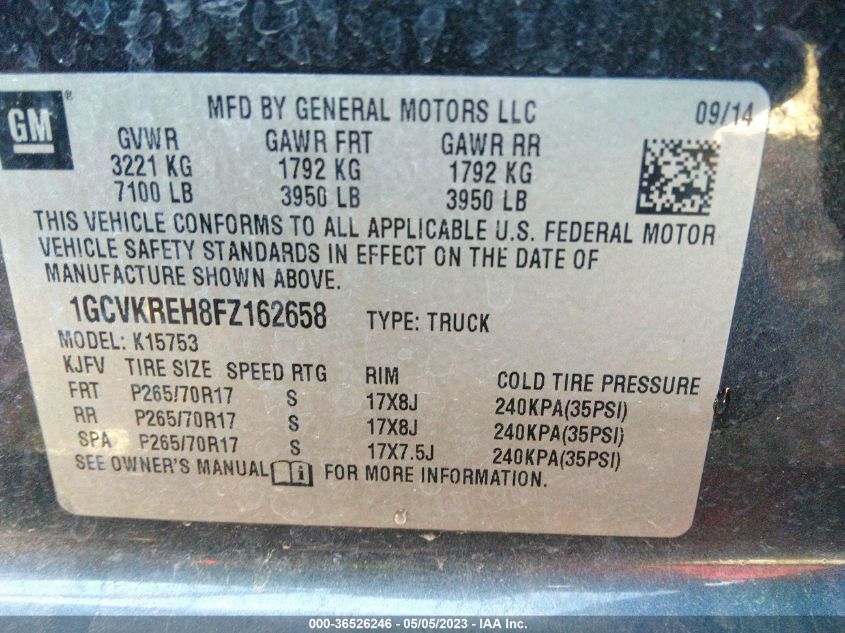 GM®
MFD BY GENERAL MOTORS LLC 09/14
GVWR GAWR FRT GAWR RR
3221 KG 1792 KG 1792 KG
7100 LB 3950 LB 3950 LB
THIS VEHICLE CONFORMS TO ALL APPLICABLE U.S. FEDERAL MOTOR
VEHICLE SAFETY STANDARDS IN EFFECT ON THE DATE OF
MANUFACTURE SHOWN ABOVE.
1GCVKREH8FZ162658 TYPE: TRUCK
MODEL: K15753
KJFV TIRE SIZE SPEED RTG RIM COLD TIRE PRESSURE
FRT P265/70R17 S 17X8J 240KPA(35PSI)
RR P265/70R17 S 17X8J 240KPA(35PSI)
SPA P265/70R17 S 17X7.5J 240KPA(35PSI)
SEE OWNER'S MANUAL i FOR MORE INFORMATION.
000-36526246 - 05/05/2023 - IAA Inc.